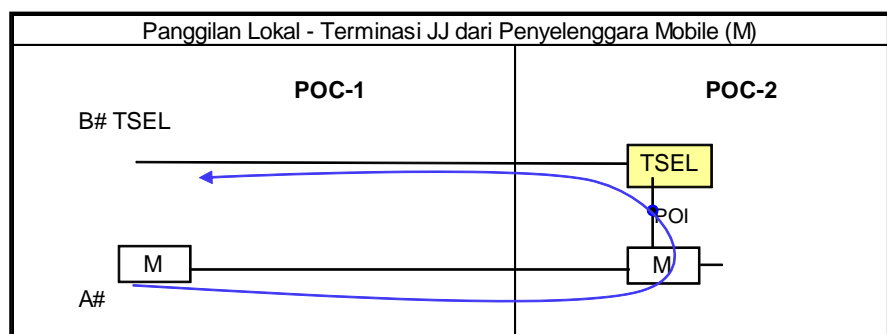 Panggilan Lokal - Terminasi JJ dari Penyelenggara Mobile (M)
POC-1
POC-2
B# TSEL
TSEL
POI
M
M
A#